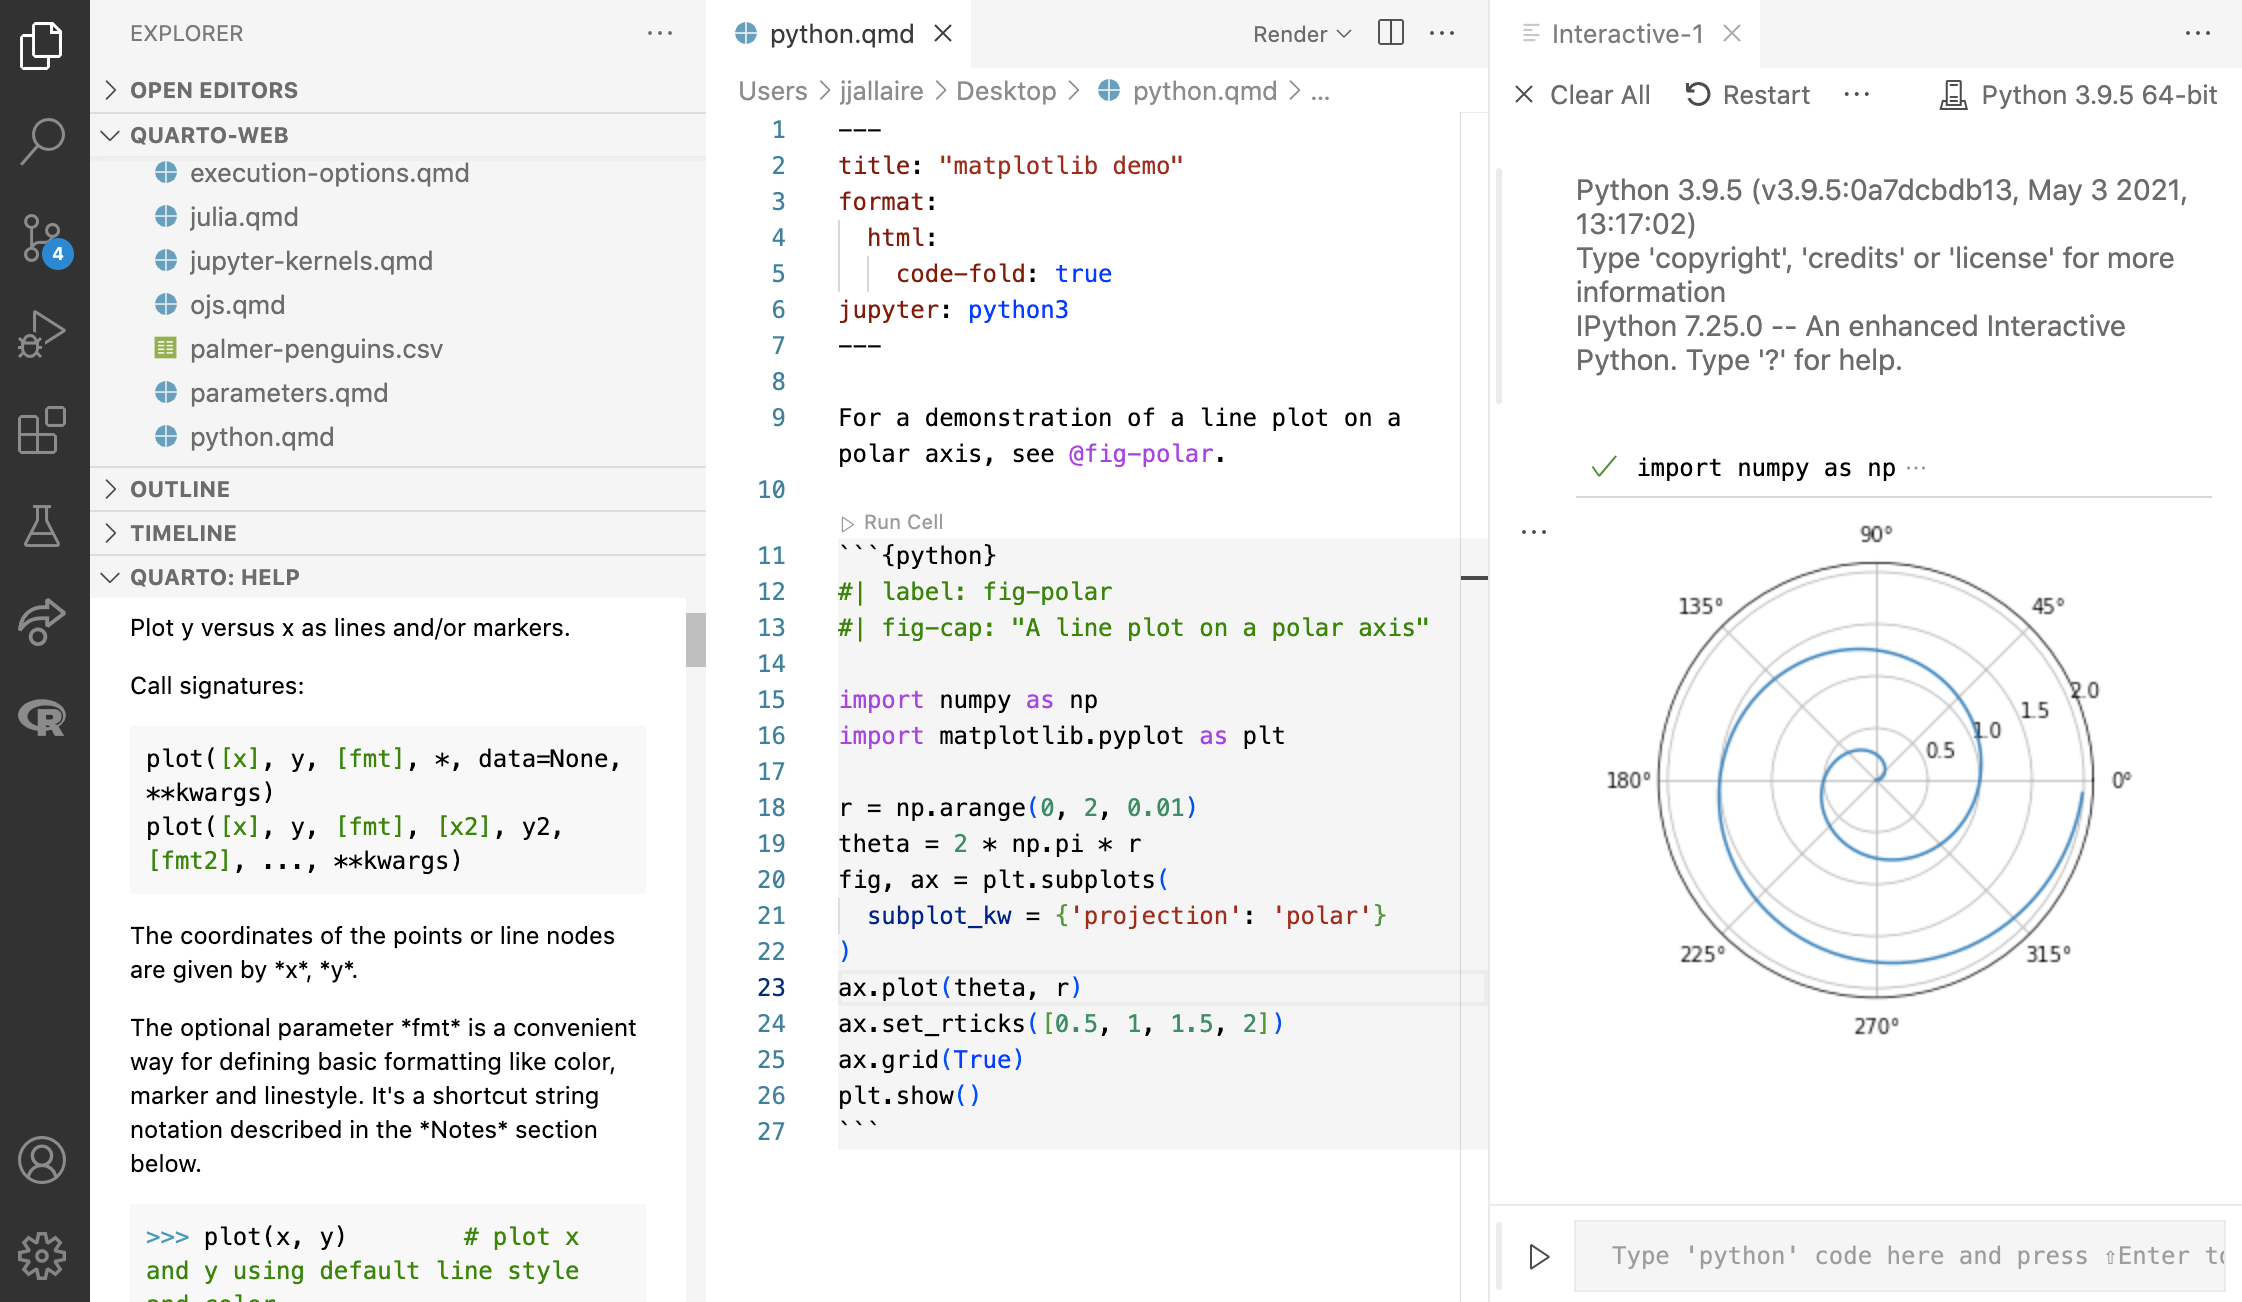 EXPLORER
OPEN EDITORS
QUARTO-WEB
execution-options.qmd
julia.qmd
jupyter-kernels.qmd
ojs.qmd
palmer-penguins.csv
parameters.qmd
python.qmd
OUTLINE
TIMELINE
QUARTO: HELP
Plot y versus x as lines and/or markers.
Call signatures:
plot([x], y, [fmt], *, data=None,
**kwargs)
plot([x], y, [fmt], [x2], y2,
[fmt2], ..., **kwargs)
The coordinates of the points or line nodes
are given by *x*, *y*.
The optional parameter *fmt* is a convenient
way for defining basic formatting like color,
marker and linestyle. It's a shortcut string
notation described in the *Notes* section
below.
>>> plot(x, y)        # plot x
and y using default line style
and color
4
R
python.qmd
Render
Users > jjallaire > Desktop > python.qmd > ...
1 ---
2 title: "matplotlib demo"
3 format:
4   html:
5     code-fold: true
6 jupyter: python3
7 ---
8
9 For a demonstration of a line plot on a
polar axis, see @fig-polar.
10
Run Cell
11 ```{python}
12 #| label: fig-polar
13 #| fig-cap: "A line plot on a polar axis"
14
15 import numpy as np
16 import matplotlib.pyplot as plt
17
18 r = np.arange(0, 2, 0.01)
19 theta = 2 * np.pi * r
20 fig, ax = plt.subplots(
21   subplot_kw = {'projection': 'polar'}
22 )
23 ax.plot(theta, r)
24 ax.set_rticks([0.5, 1, 1.5, 2])
25 ax.grid(True)
26 plt.show()
27 ```
Interactive-1
Clear All Restart ... Python 3.9.5 64-bit
Python 3.9.5 (v3.9.5:0a7dcbdb13, May 3 2021,
13:17:02)
Type 'copyright', 'credits' or 'license' for more
information
IPython 7.25.0 -- An enhanced Interactive
Python. Type '?' for help.
import numpy as np ...
90°
135° 45°
2.0
1.5
1.0
0.5
180° 0°
225° 315°
270°
Type 'python' code here and press ⇧Enter to